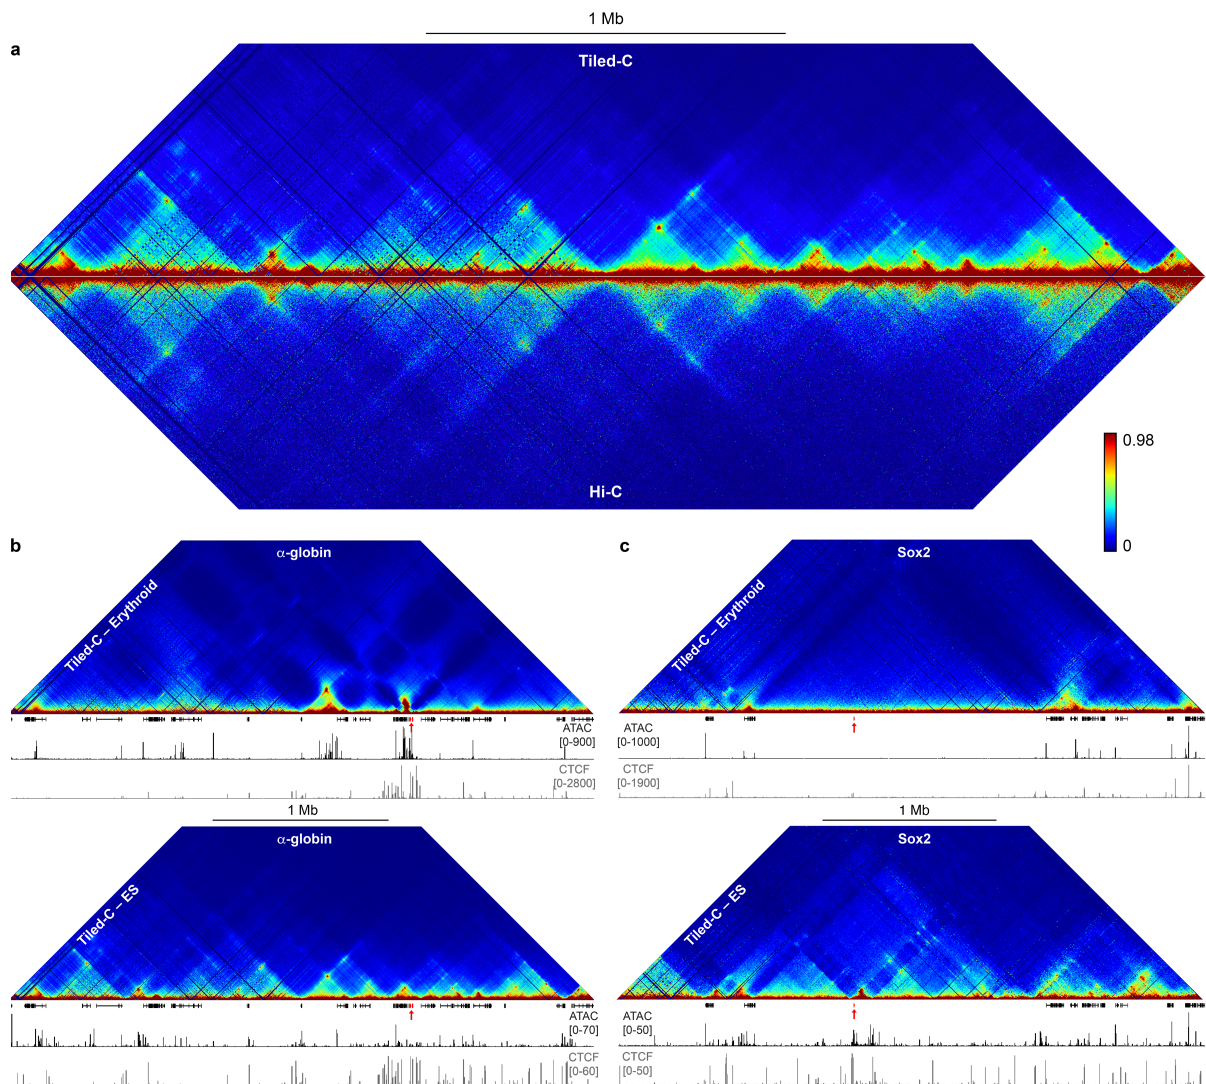 1 Mb
a
Tiled-C
Hi-C
0.98
0
b
α-globin
Tiled-C – Erythroid
ATAC
[0-900]
CTCF
[0-2800]
1 Mb
α-globin
Tiled-C – ES
ATAC
[0-70]
CTCF
[0-60]
c
Sox2
Tiled-C – Erythroid
ATAC
[0-1000]
CTCF
[0-1900]
1 Mb
Sox2
Tiled-C – ES
ATAC
[0-50]
CTCF
[0-50]